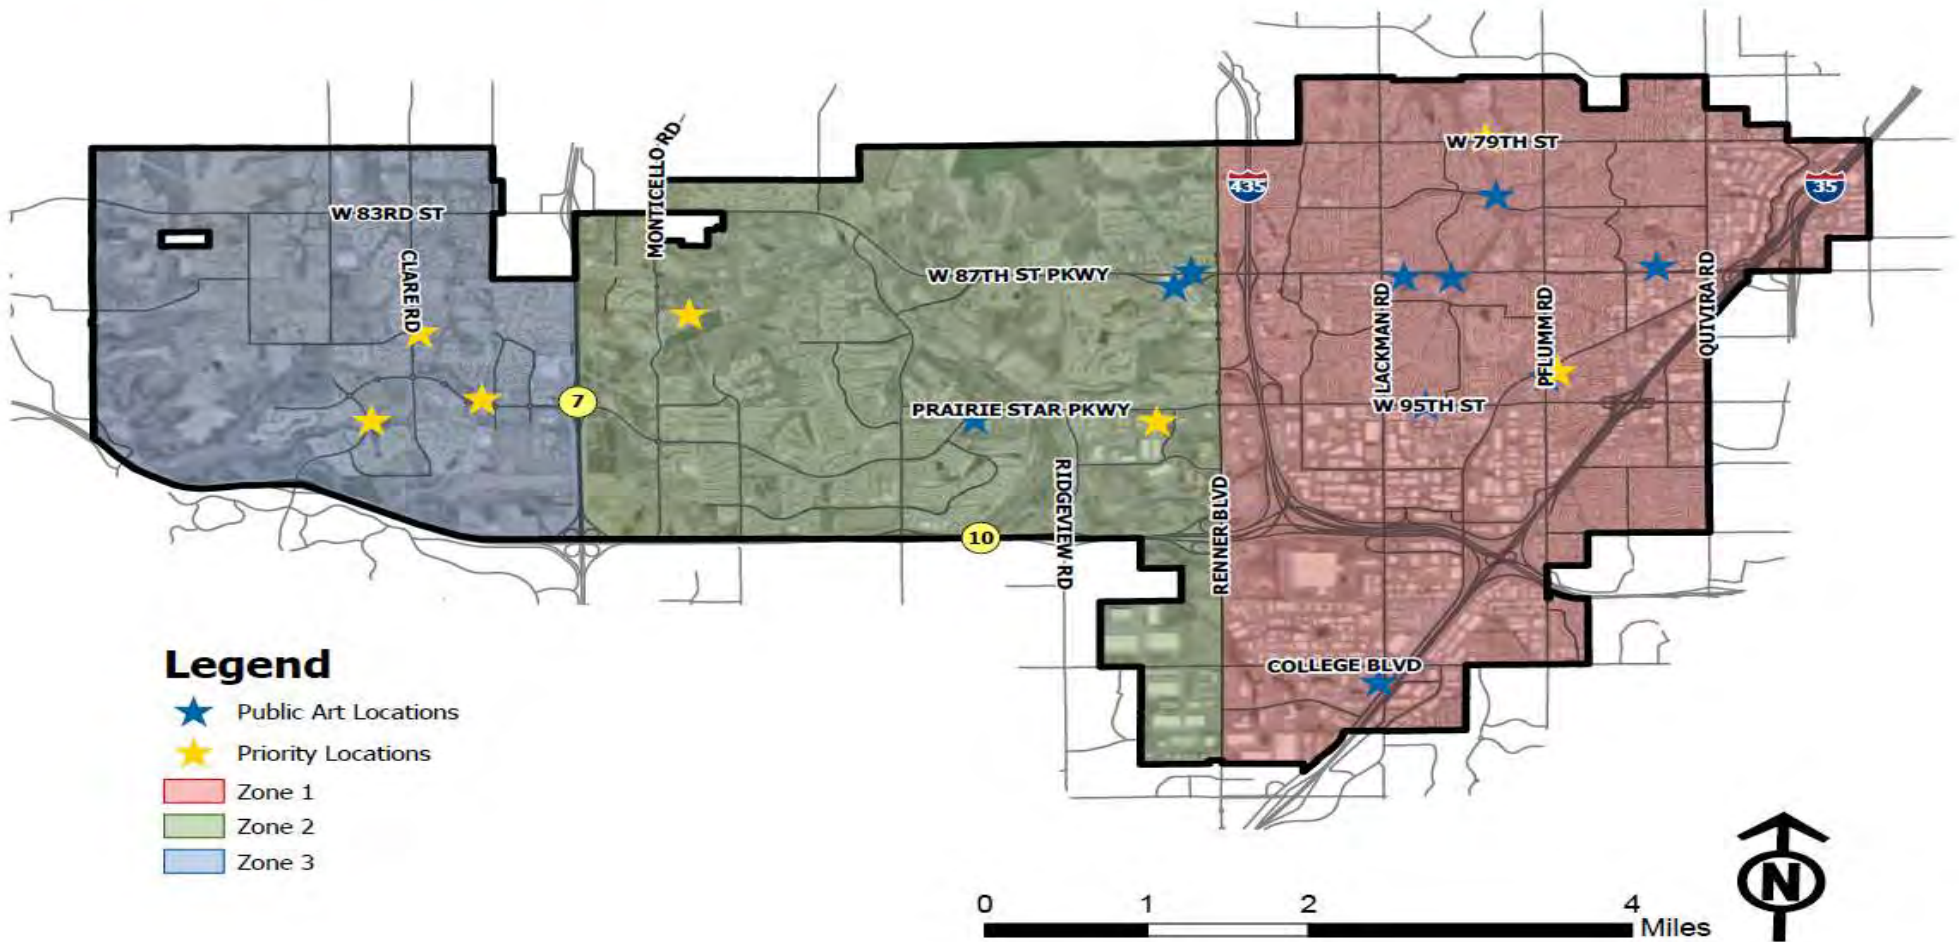 W 79TH ST
MONTICELLO RD
435
35
W 83RD ST
CLARE RD
W 87TH ST PKWY
LACKMAN RD
PFLUMM RD
QUIVIRA RD
7
PRAIRIE STAR PKWY
W 95TH ST
RIDGEVIEW RD
RENNER BLVD
10
COLLEGE BLVD
Legend
Public Art Locations
Priority Locations
Zone 1
Zone 2
Zone 3
N
0 1 2 4
Miles